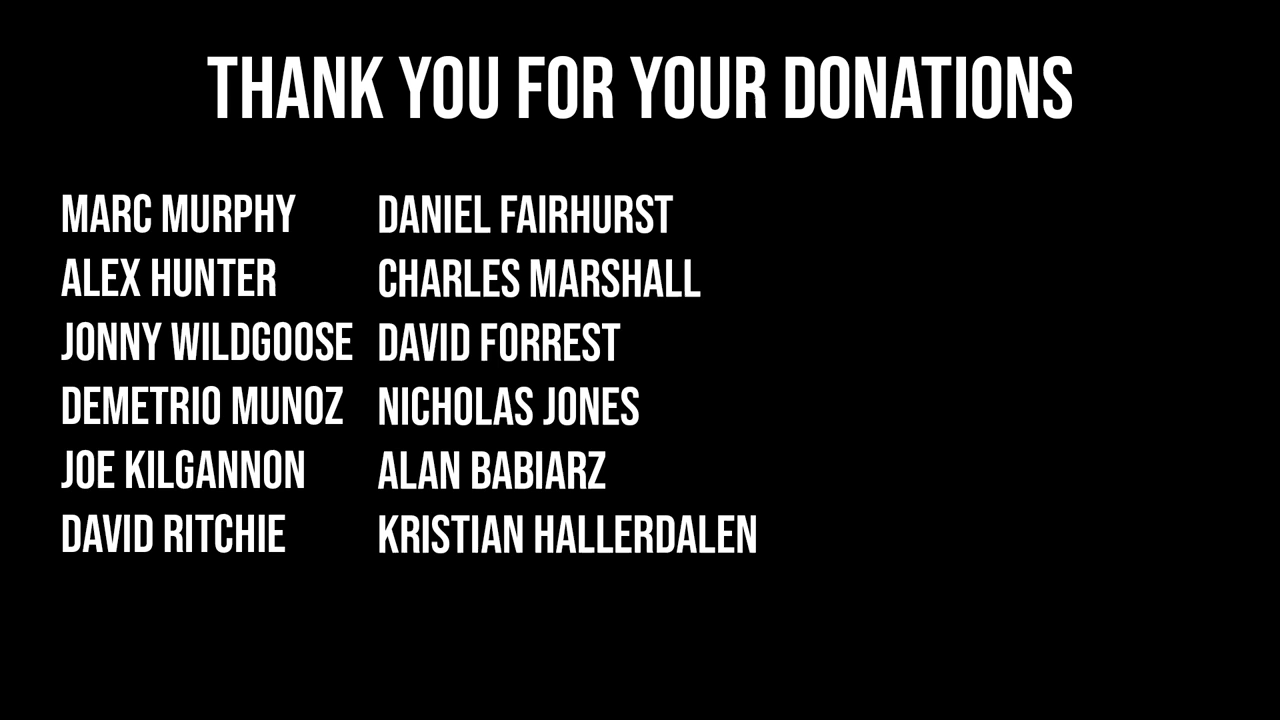 THANK YOU FOR YOUR DONATIONS
MARC MURPHY
ALEX HUNTER
JONNY WILDGOOSE
DEMETRIO MUNOZ
JOE KILGANNON
DAVID RITCHIE
DANIEL FAIRHURST
CHARLES MARSHALL
DAVID FORREST
NICHOLAS JONES
ALAN BABIARZ
KRISTIAN HALLERDALEN